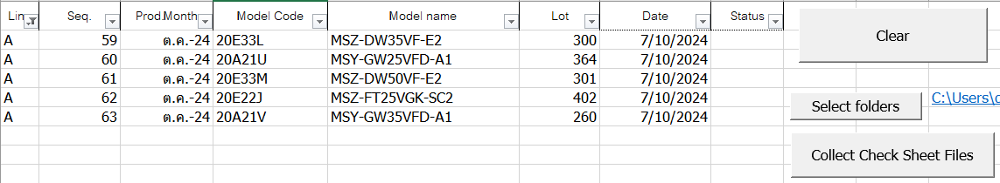 Lin Seq. Prod.Month Model Code Model name Lot Date Status
Clear
A 59 ต.ค.-24 20E33L MSZ-DW35VF-E2 300 7/10/2024
A 60 ต.ค.-24 20A21U MSY-GW25VFD-A1 364 7/10/2024
A 61 ต.ค.-24 20E33M MSZ-DW50VF-E2 301 7/10/2024
A 62 ต.ค.-24 20E22J MSZ-FT25VGK-SC2 402 7/10/2024
A 63 ต.ค.-24 20A21V MSY-GW35VFD-A1 260 7/10/2024
Select folders
C:\Users\
Collect Check Sheet Files